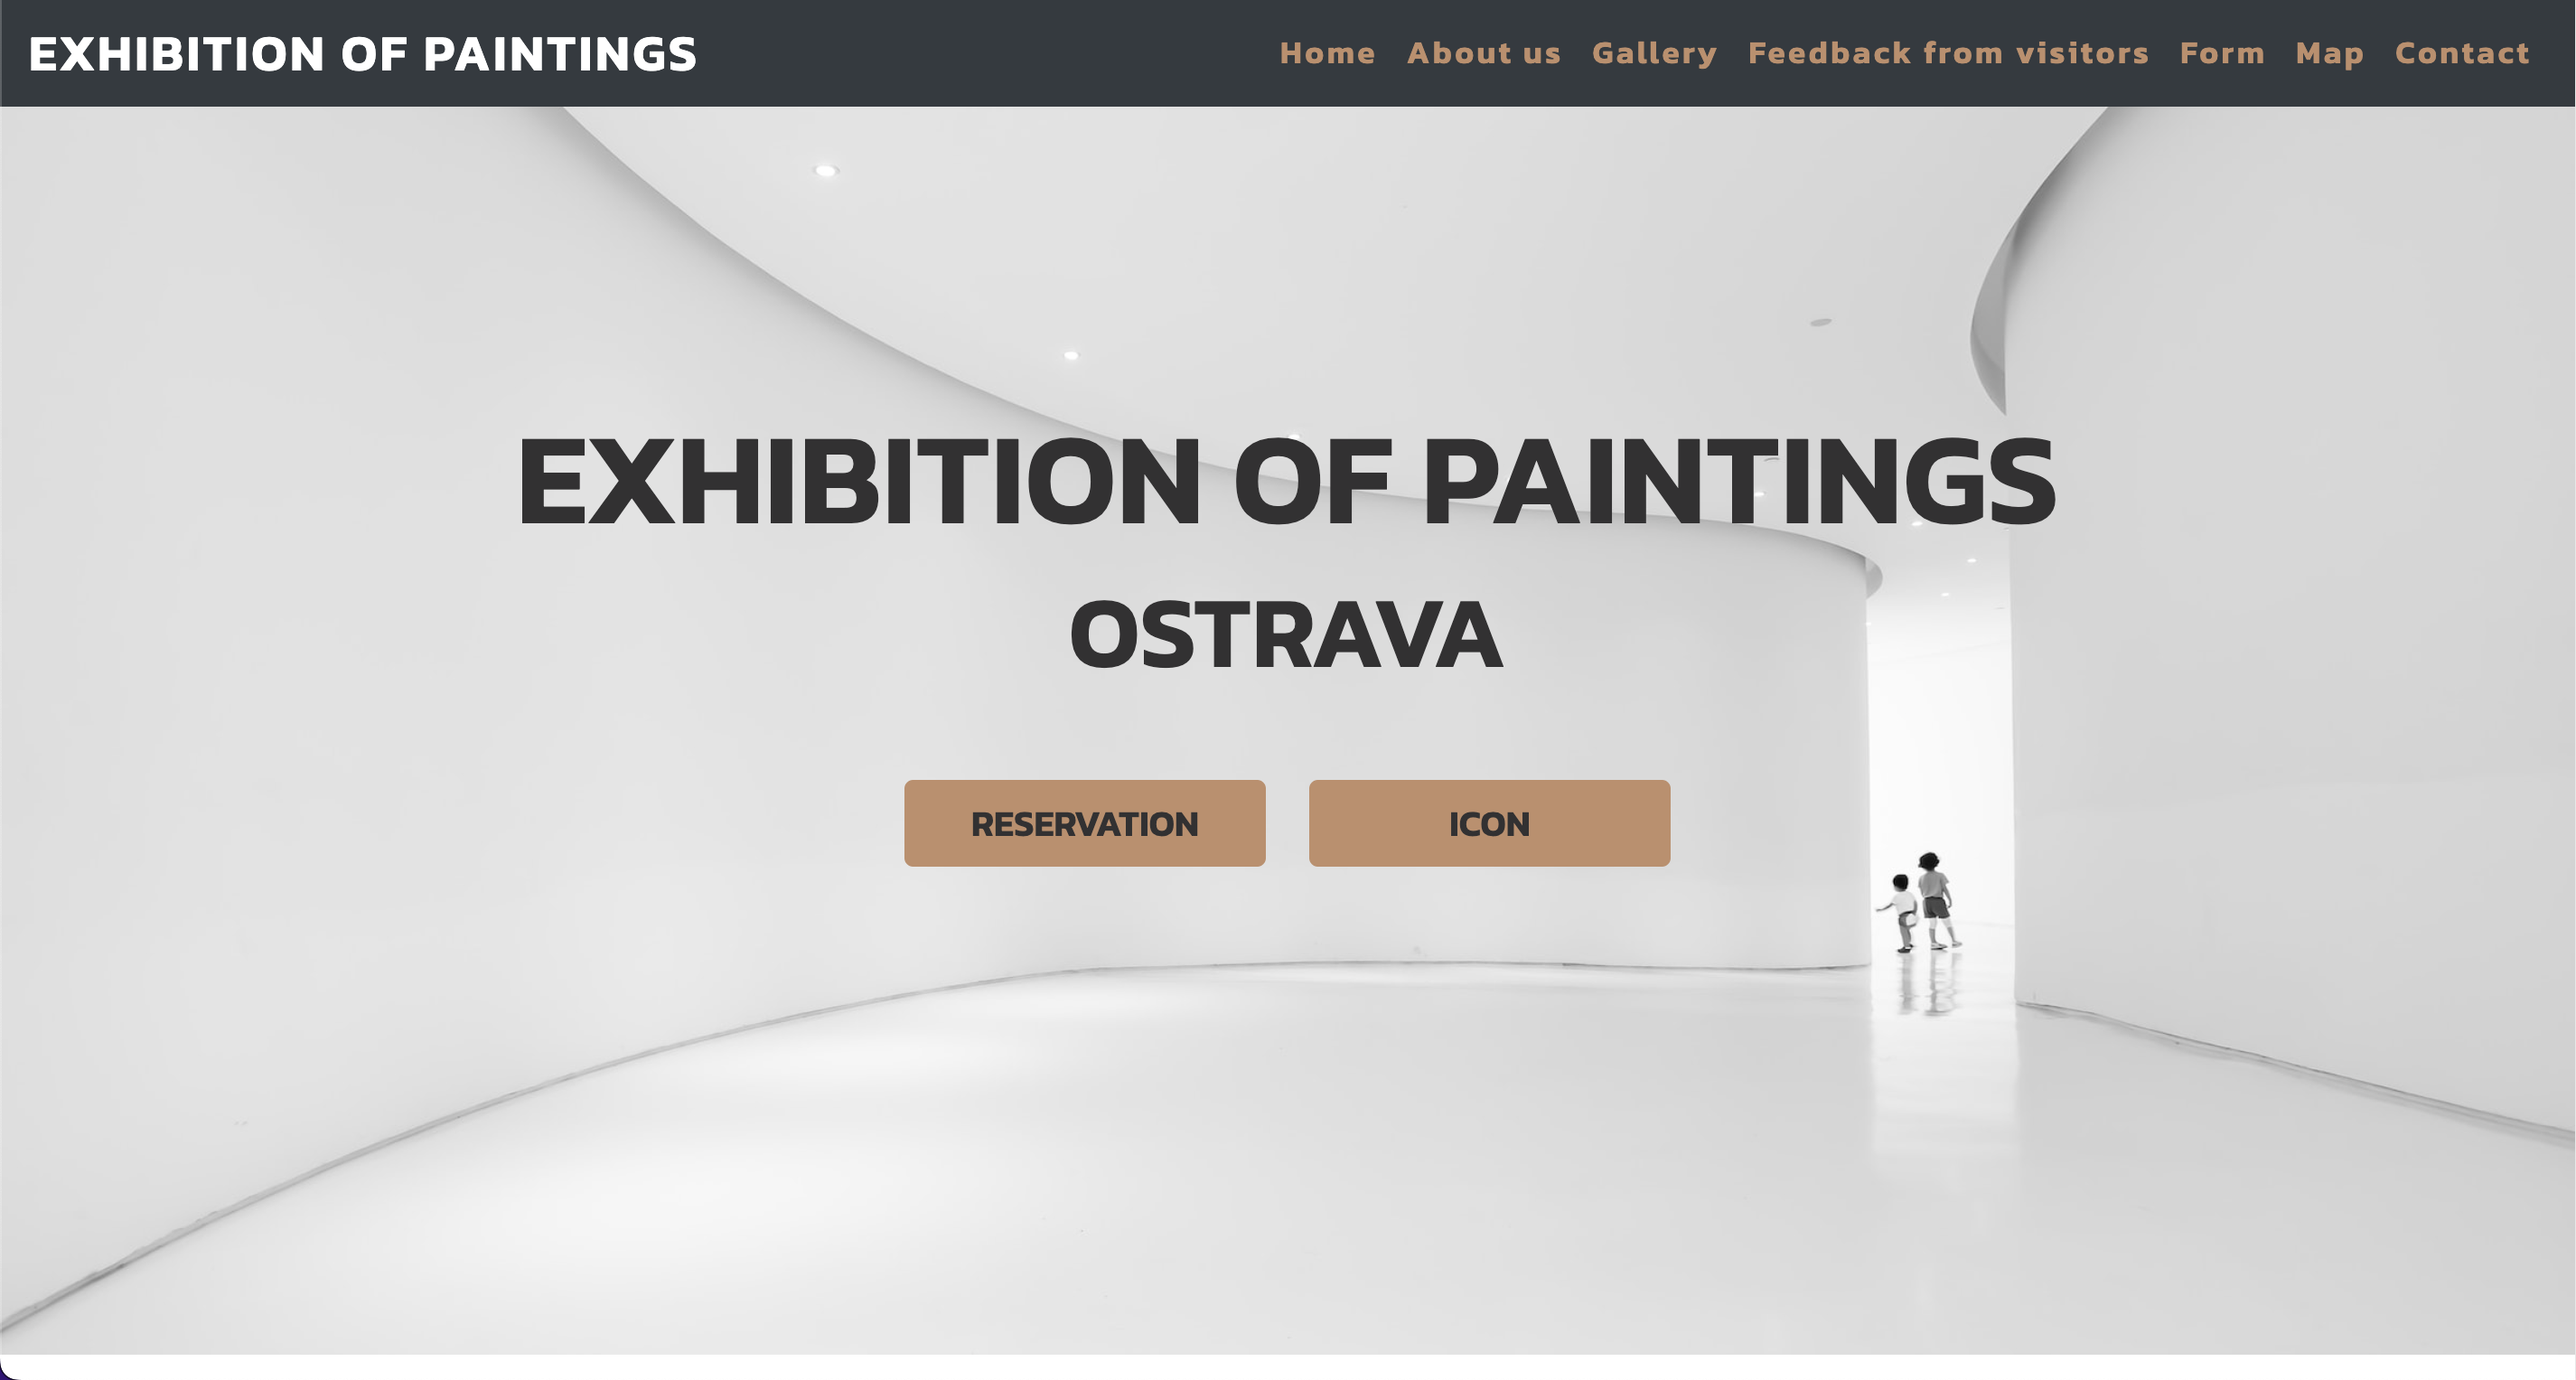 EXHIBITION OF PAINTINGS
Home About us Gallery Feedback from visitors Form Map Contact
EXHIBITION OF PAINTINGS
OSTRAVA
RESERVATION
ICON